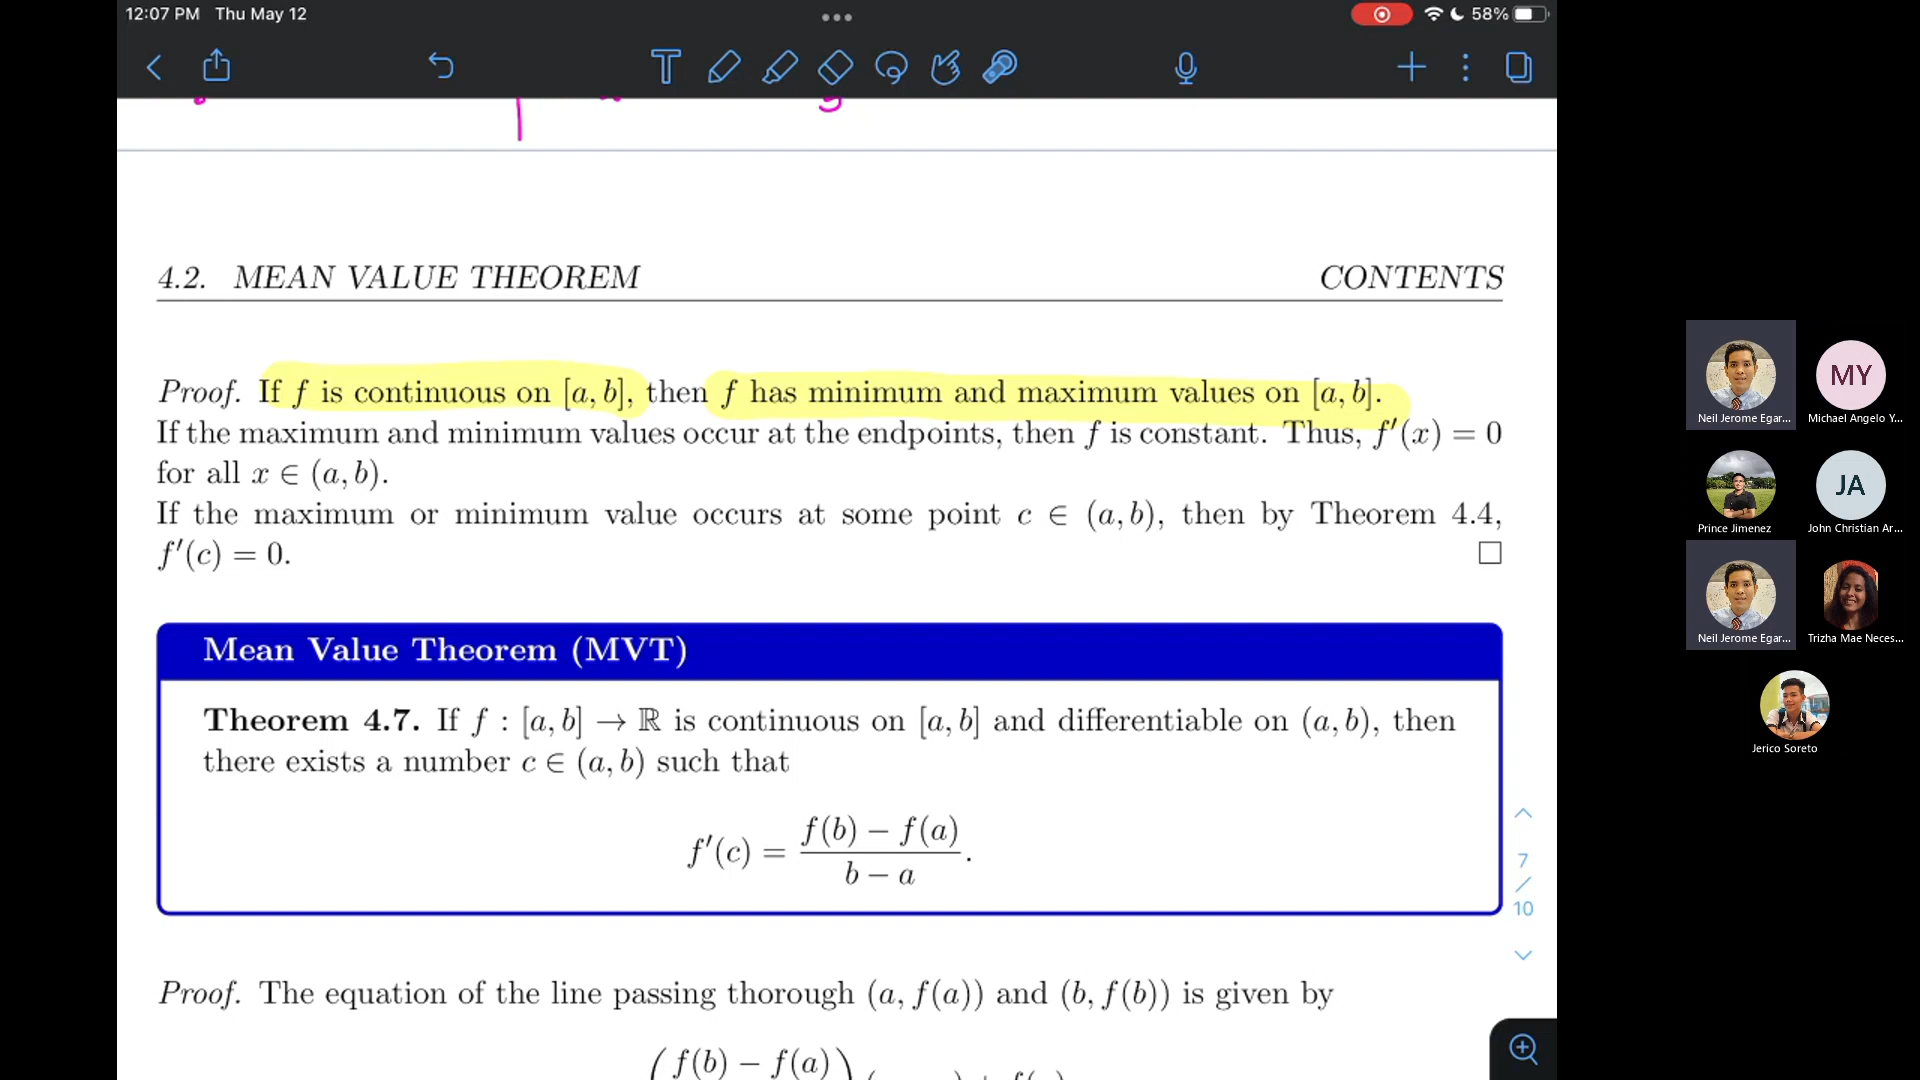 12:07 PM Thu May 12
58%
4.2. MEAN VALUE THEOREM CONTENTS
Proof. If f is continuous on [a, b], then f has minimum and maximum values on [a, b].
If the maximum and minimum values occur at the endpoints, then f is constant. Thus, f′(x) = 0
for all x ∈ (a, b).
If the maximum or minimum value occurs at some point c ∈ (a, b), then by Theorem 4.4,
f′(c) = 0. □
Mean Value Theorem (MVT)
Theorem 4.7. If f : [a, b] → ℝ is continuous on [a, b] and differentiable on (a, b), then
there exists a number c ∈ (a, b) such that
f′(c) = f(b) − f(a) / b − a.
7
/
10
Proof. The equation of the line passing thorough (a, f(a)) and (b, f(b)) is given by
(f(b) − f(a))
Neil Jerome Egar...
MY
Michael Angelo Y...
Prince Jimenez
JA
John Christian Ar...
Neil Jerome Egar...
Trizha Mae Neces...
Jerico Soreto